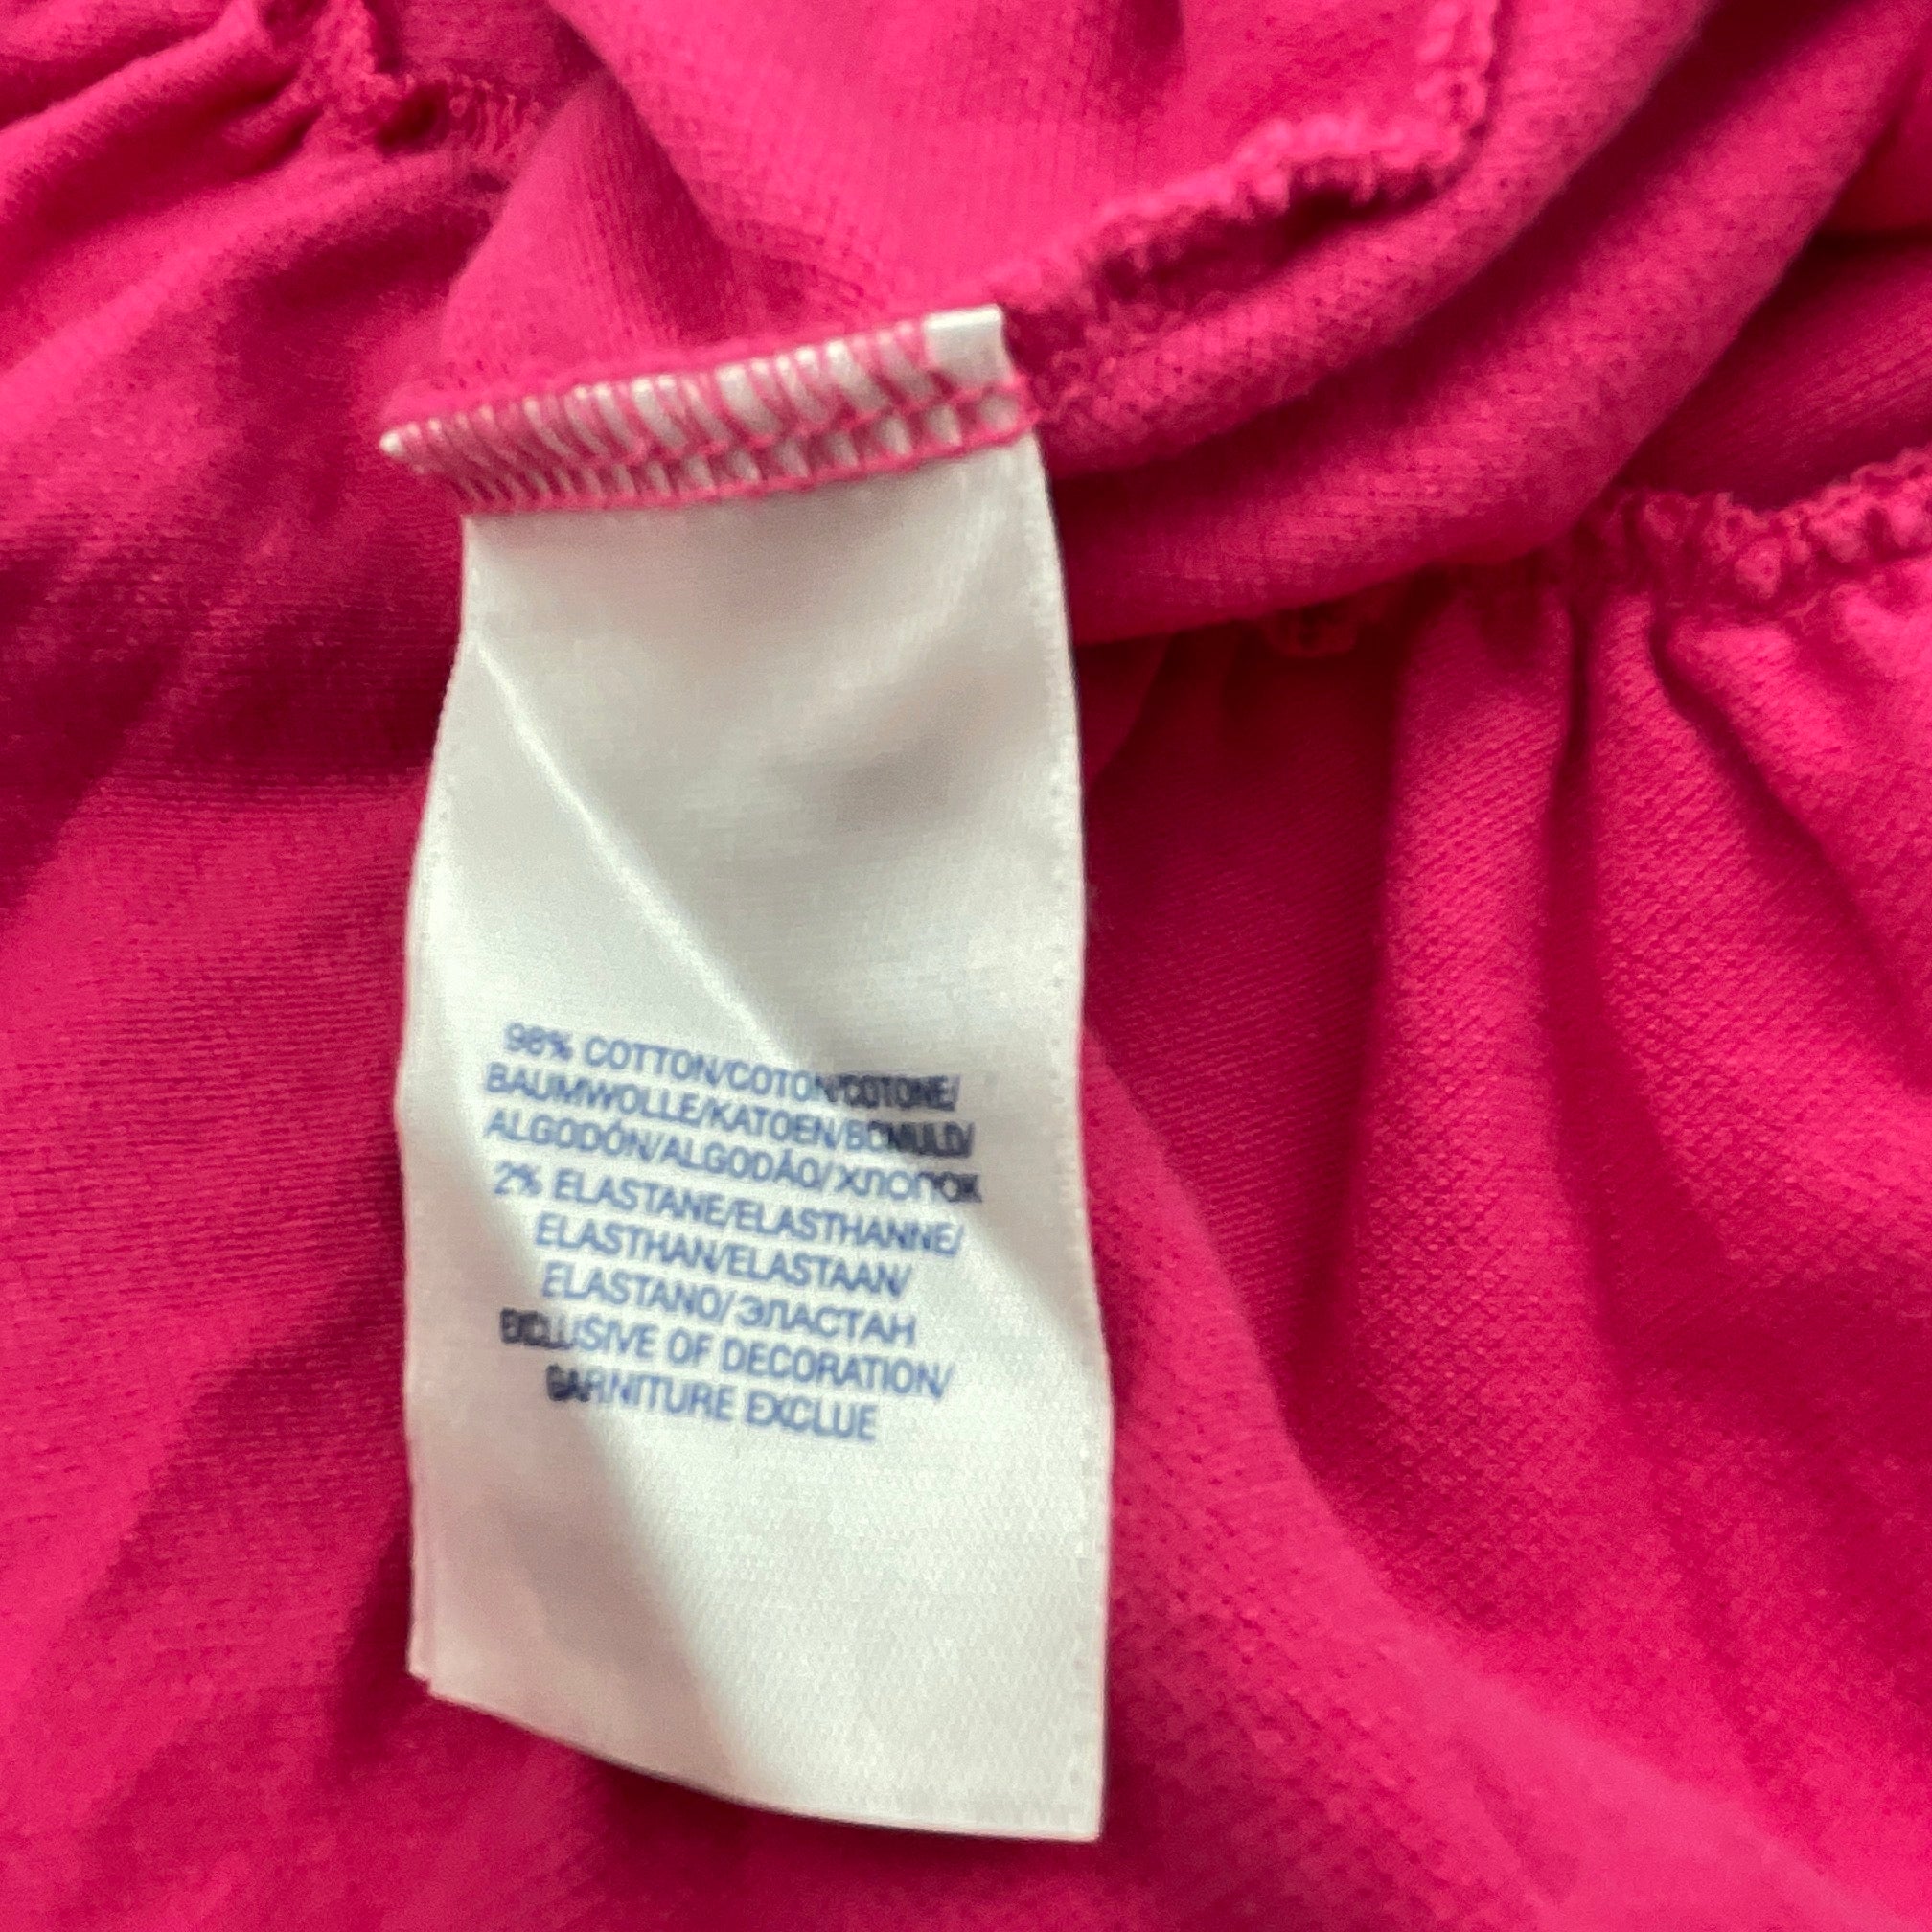 98% COTTON/COTON/COTONE/
BAUMWOLLE/KATOEN/BOMULD/
ALGODÓN/ALGODÃO/ХЛОПОК
2% ELASTANE/ELASTHANNE/
ELASTHAN/ELASTAAN/
ELASTANO/ЭЛАСТАН
EXCLUSIVE OF DECORATION/
GARNITURE EXCLUE